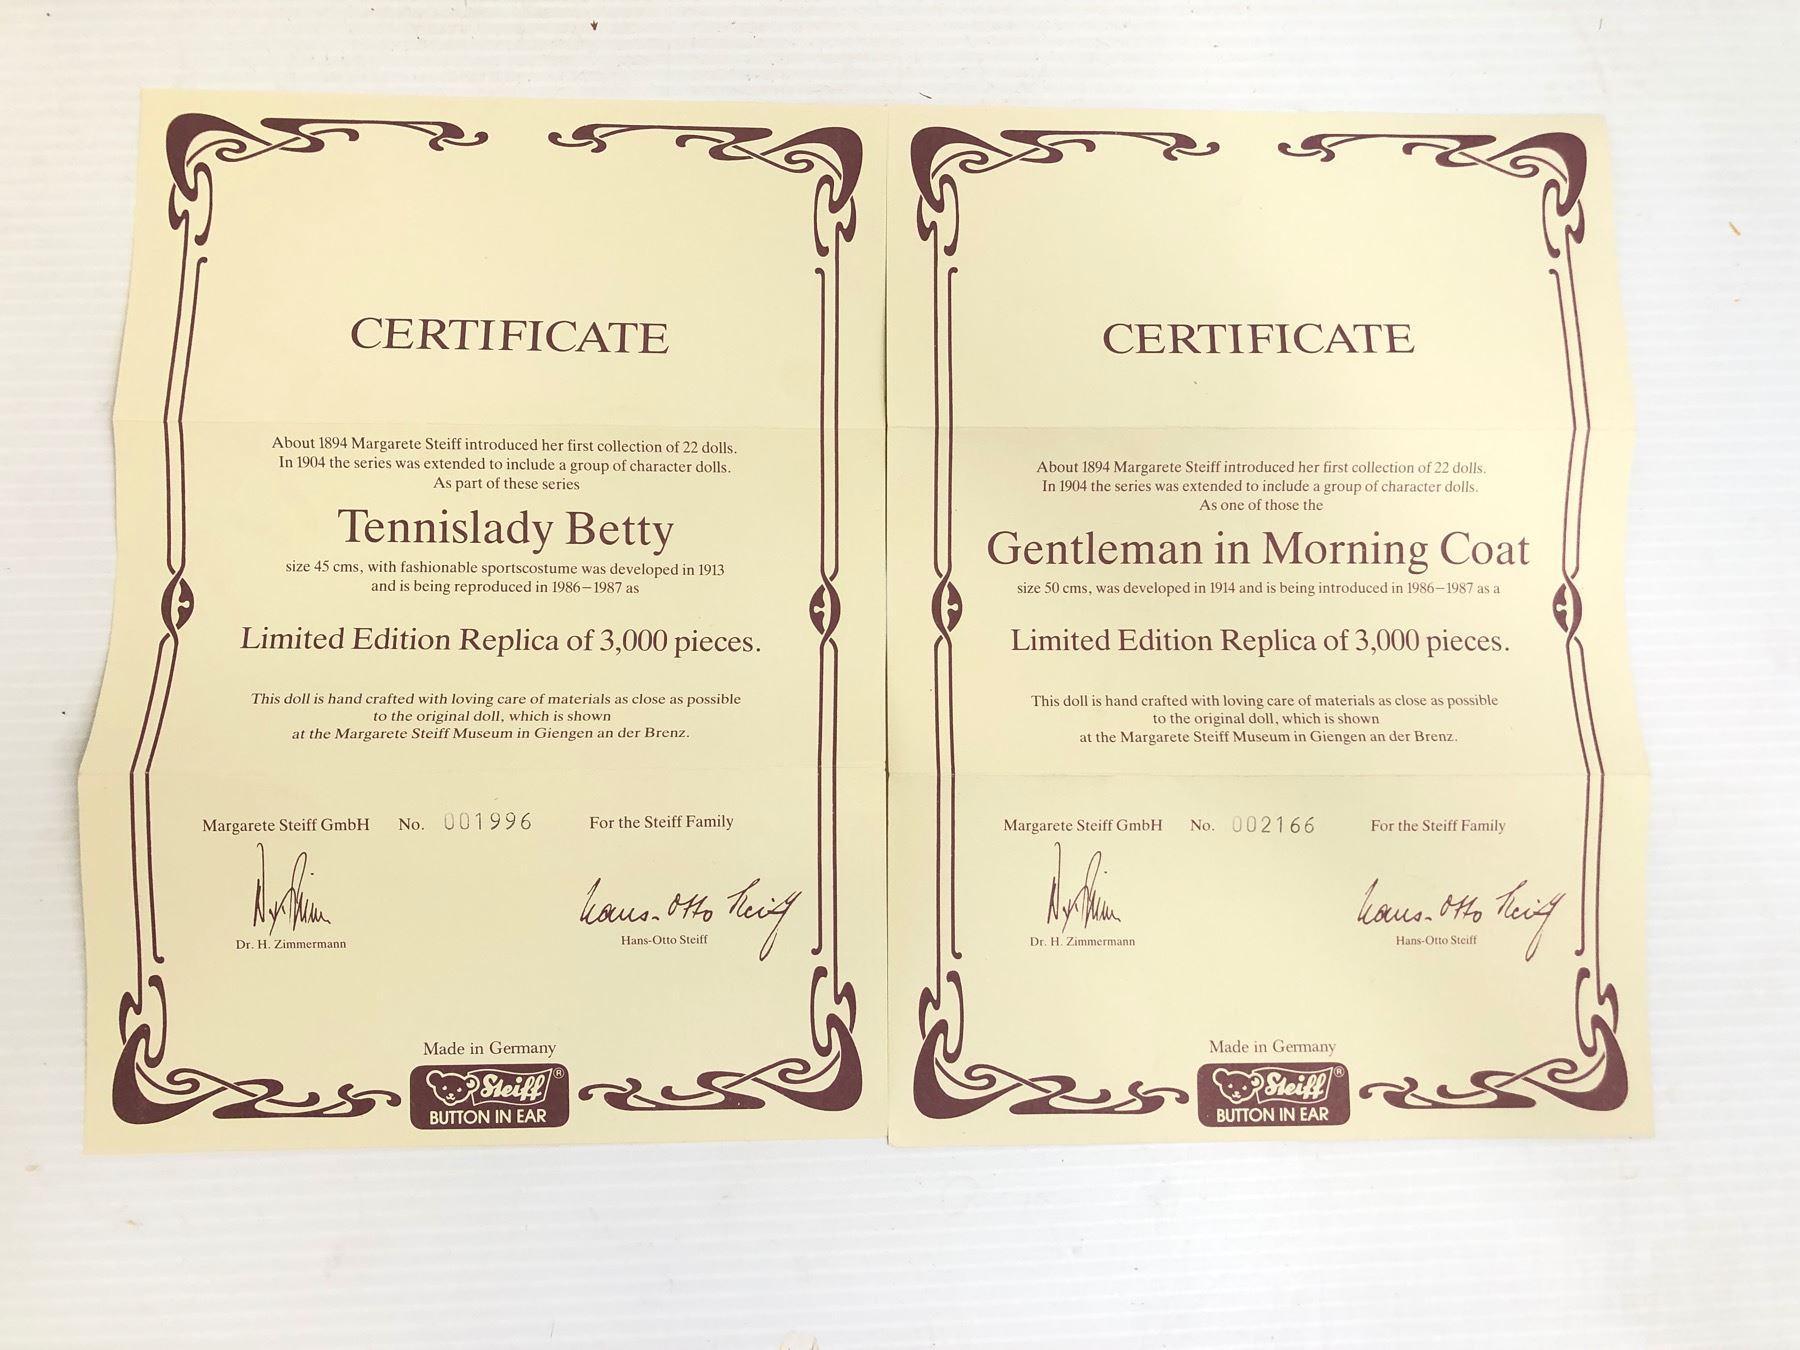 CERTIFICATE
About 1894 Margarete Steiff introduced her first collection of 22 dolls.
In 1904 the series was extended to include a group of character dolls.
As part of these series
Tennislady Betty
size 45 cms, with fashionable sportscostume was developed in 1913
and is being reproduced in 1986–1987 as
Limited Edition Replica of 3,000 pieces.
This doll is hand crafted with loving care of materials as close as possible
to the original doll, which is shown
at the Margarete Steiff Museum in Giengen an der Brenz.
Margarete Steiff GmbH No. 001996 For the Steiff Family
Hans-Otto Steiff
Dr. H. Zimmermann Hans-Otto Steiff
Made in Germany
Steiff ®
BUTTON IN EAR
CERTIFICATE
About 1894 Margarete Steiff introduced her first collection of 22 dolls.
In 1904 the series was extended to include a group of character dolls.
As one of those the
Gentleman in Morning Coat
size 50 cms, was developed in 1914 and is being introduced in 1986–1987 as a
Limited Edition Replica of 3,000 pieces.
This doll is hand crafted with loving care of materials as close as possible
to the original doll, which is shown
at the Margarete Steiff Museum in Giengen an der Brenz.
Margarete Steiff GmbH No. 002166 For the Steiff Family
Hans-Otto Steiff
Dr. H. Zimmermann Hans-Otto Steiff
Made in Germany
Steiff ®
BUTTON IN EAR